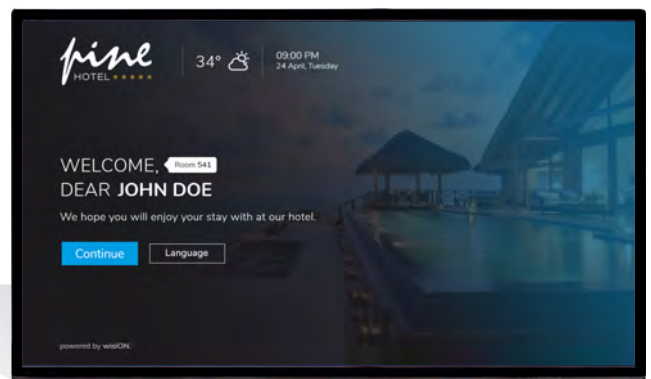 pine
HOTEL ★★★★★
34°
09:00 PM
24 April, Tuesday
WELCOME, Room 541
DEAR JOHN DOE
We hope you will enjoy your stay with at our hotel.
Continue Language
powered by wisiON.